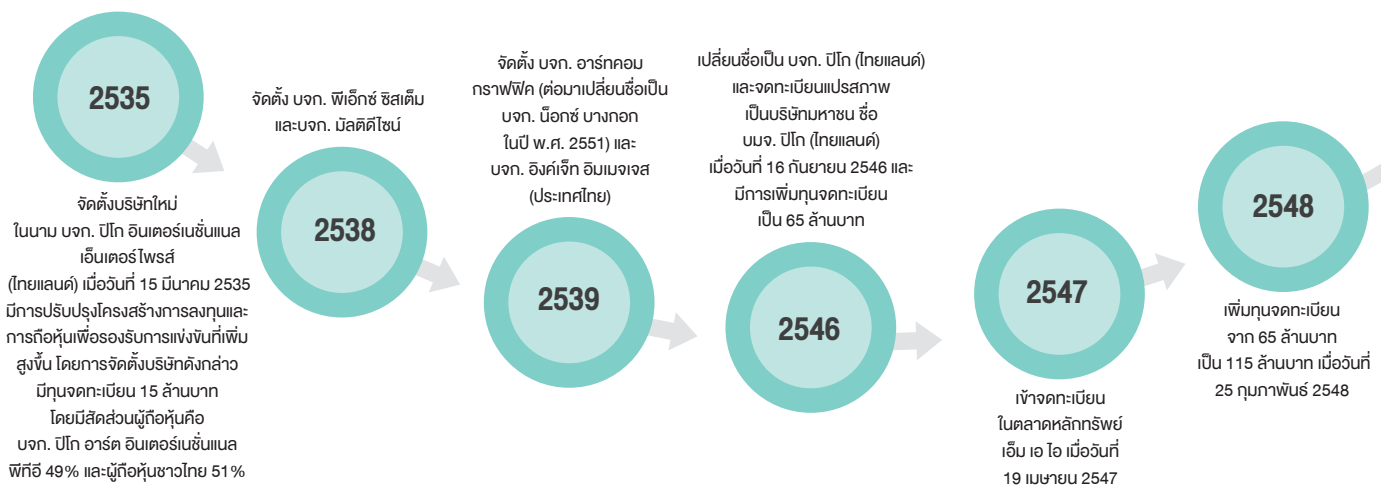 2535
จัดตั้งบริษัทใหม่
ในนาม บจก. ปิโก อินเตอร์เนชั่นแนล
เอ็นเตอร์ไพรส์
(ไทยแลนด์) เมื่อวันที่ 15 มีนาคม 2535
มีการปรับปรุงโครงสร้างการลงทุนและ
การถือหุ้นเพื่อรองรับการแข่งขันที่เพิ่ม
สูงขึ้น โดยการจัดตั้งบริษัทดังกล่าว
มีทุนจดทะเบียน 15 ล้านบาท
โดยมีสัดส่วนผู้ถือหุ้นคือ
บจก. ปิโก อาร์ต อินเตอร์เนชั่นแนล
พีทีอี 49% และผู้ถือหุ้นชาวไทย 51%
จัดตั้ง บจก. พีเอ็กซ์ ซิสเต็ม
และบจก. มัลติดีไซน์
2538
จัดตั้ง บจก. อาร์ทคอม
กราฟฟิค (ต่อมาเปลี่ยนชื่อเป็น
บจก. น็อกซ์ บางกอก
ในปี พ.ศ. 2551) และ
บจก. อิงค์เจ็ท อิมเมจเจส
(ประเทศไทย)
2539
เปลี่ยนชื่อเป็น บจก. ปิโก (ไทยแลนด์)
และจดทะเบียนแปรสภาพ
เป็นบริษัทมหาชน ชื่อ
บมจ. ปิโก (ไทยแลนด์)
เมื่อวันที่ 16 กันยายน 2546 และ
มีการเพิ่มทุนจดทะเบียน
เป็น 65 ล้านบาท
2546
2547
เข้าจดทะเบียน
ในตลาดหลักทรัพย์
เอ็ม เอ ไอ เมื่อวันที่
19 เมษายน 2547
2548
เพิ่มทุนจดทะเบียน
จาก 65 ล้านบาท
เป็น 115 ล้านบาท เมื่อวันที่
25 กุมภาพันธ์ 2548